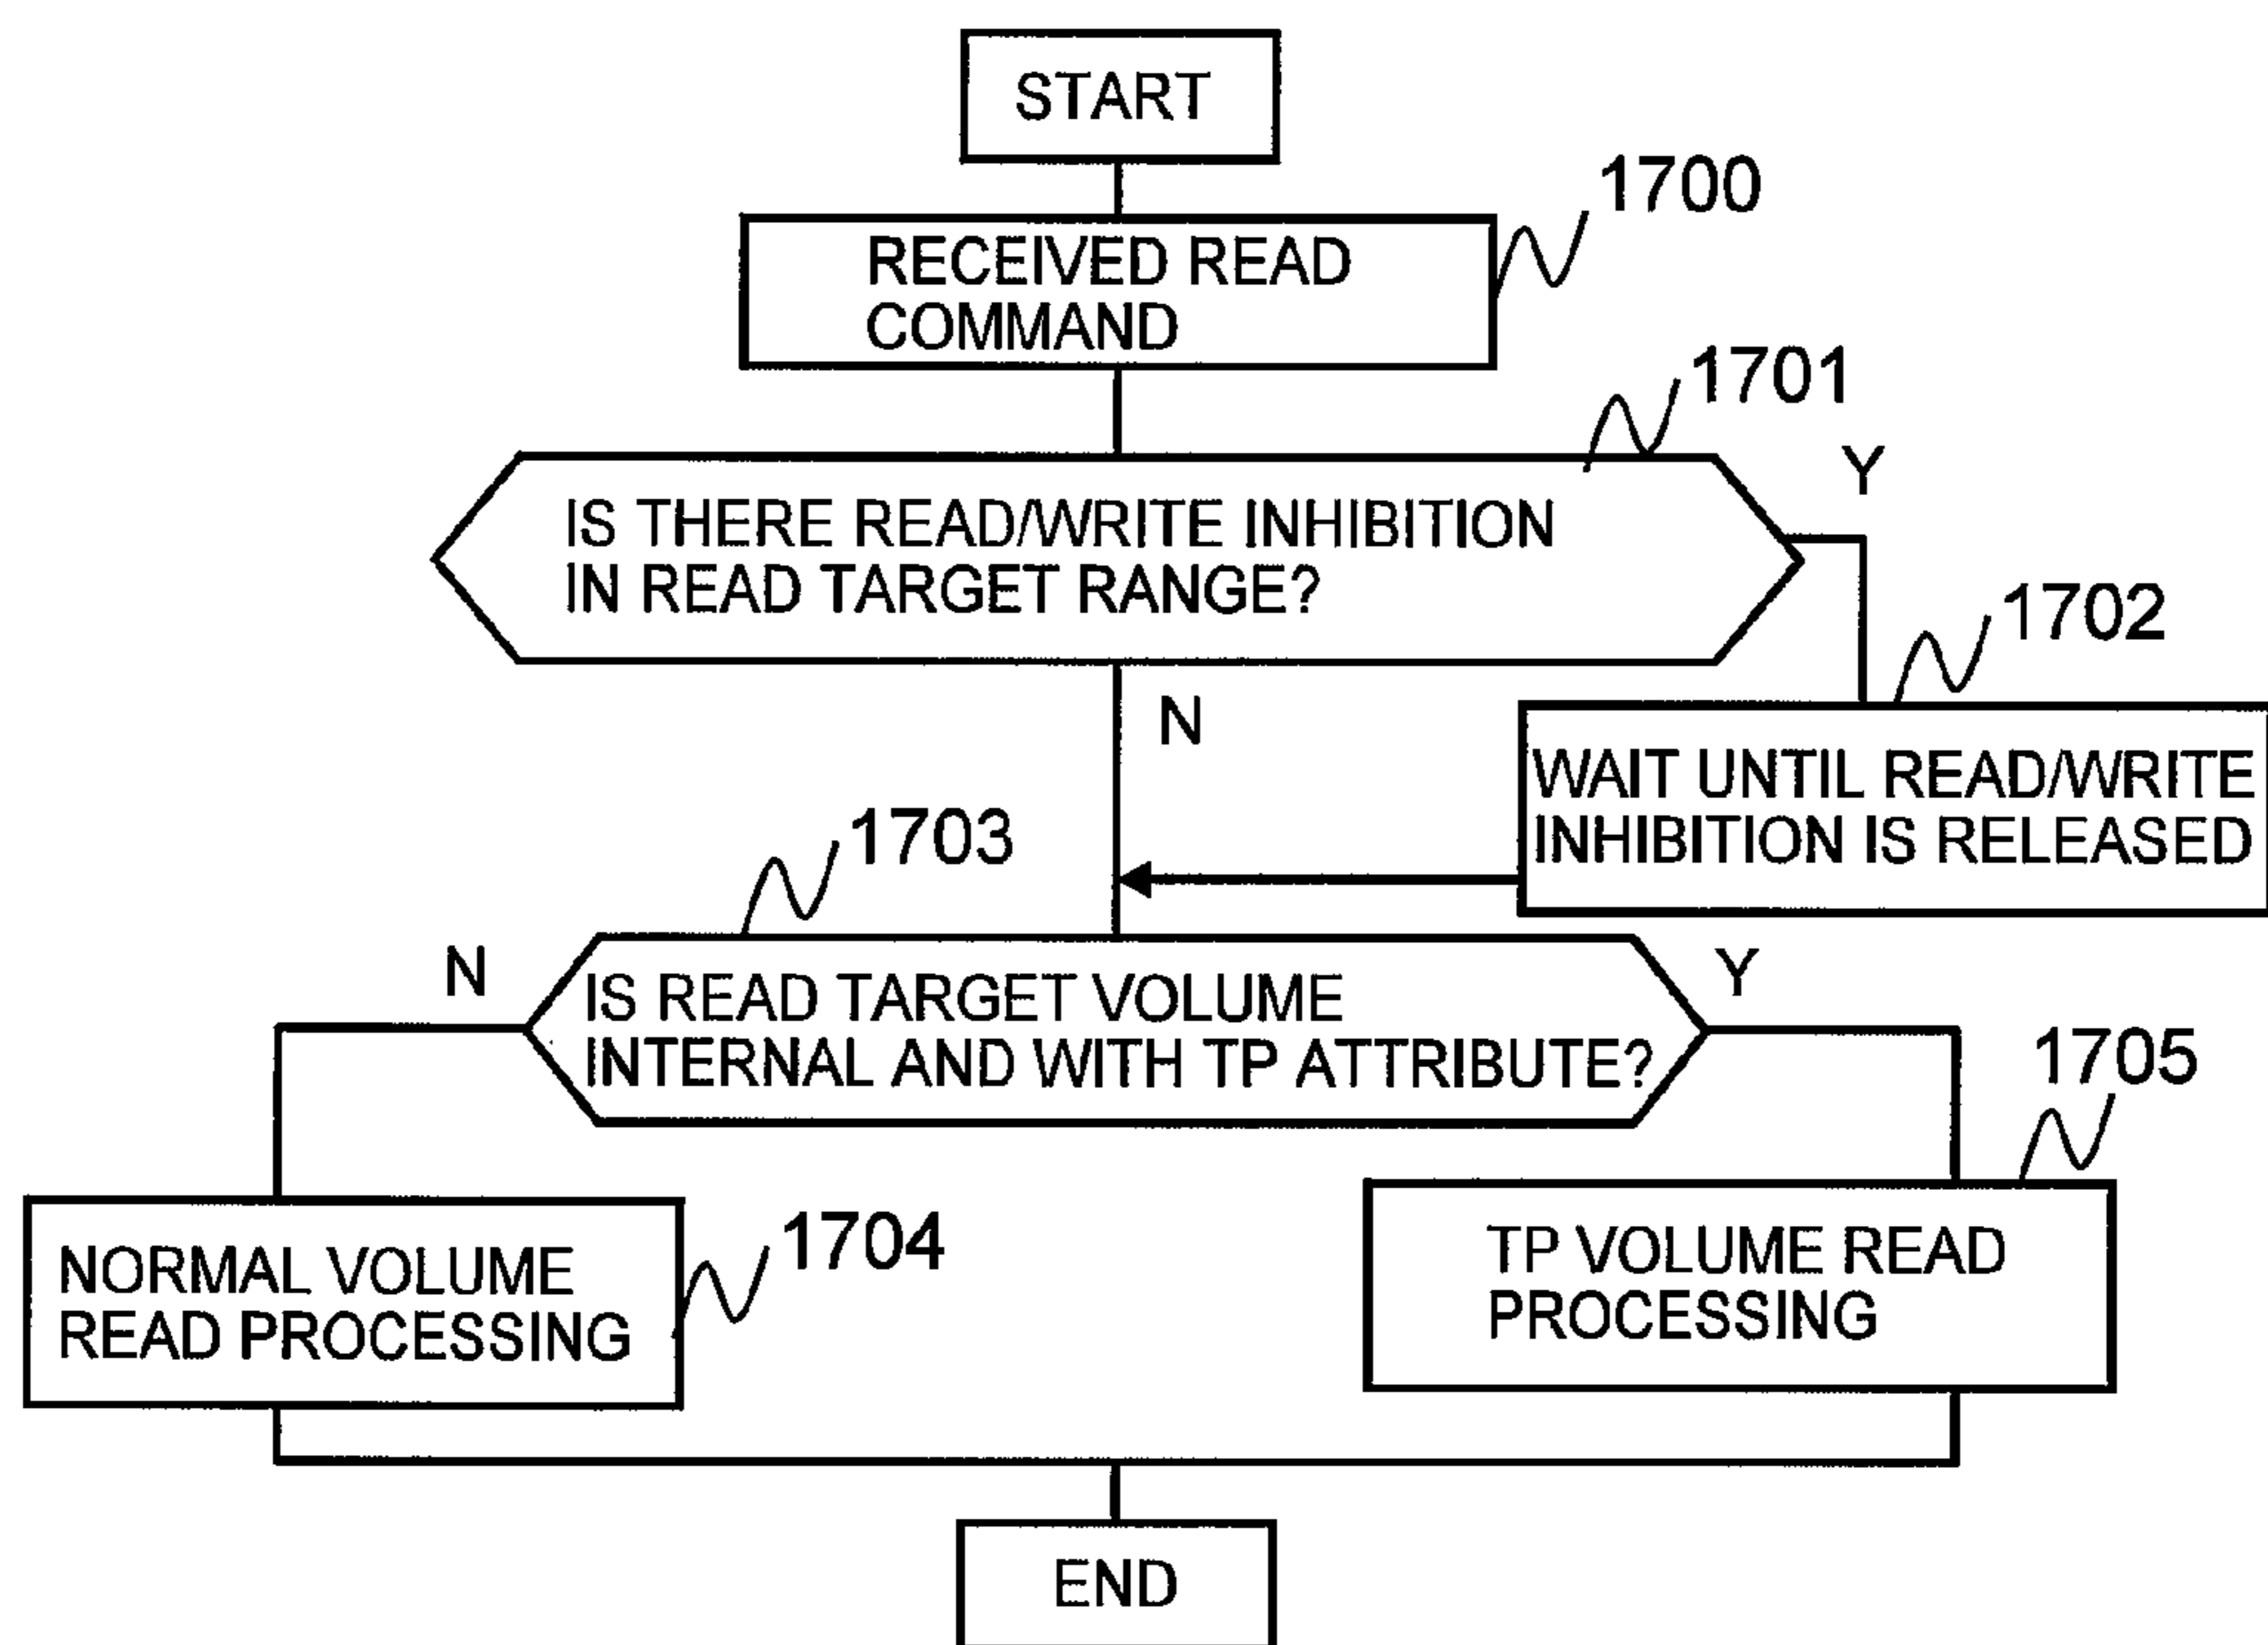 START
1700
RECEIVED READ
COMMAND
1701
Y
IS THERE READ/WRITE INHIBITION
IN READ TARGET RANGE?
1702
N
WAIT UNTIL READ/WRITE
INHIBITION IS RELEASED
1703
N
Y
IS READ TARGET VOLUME
INTERNAL AND WITH TP ATTRIBUTE?
1705
NORMAL VOLUME
READ PROCESSING
1704
TP VOLUME READ
PROCESSING
END